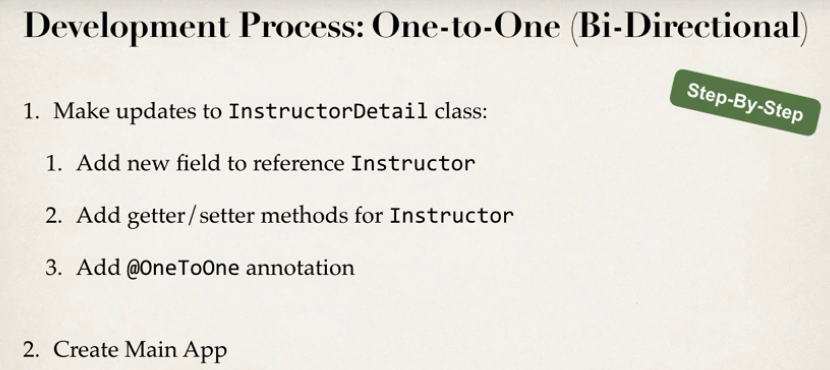 Development Process: One-to-One (Bi-Directional)
Step-By-Step
1. Make updates to InstructorDetail class:
1. Add new field to reference Instructor
2. Add getter/setter methods for Instructor
3. Add @OneToOne annotation
2. Create Main App